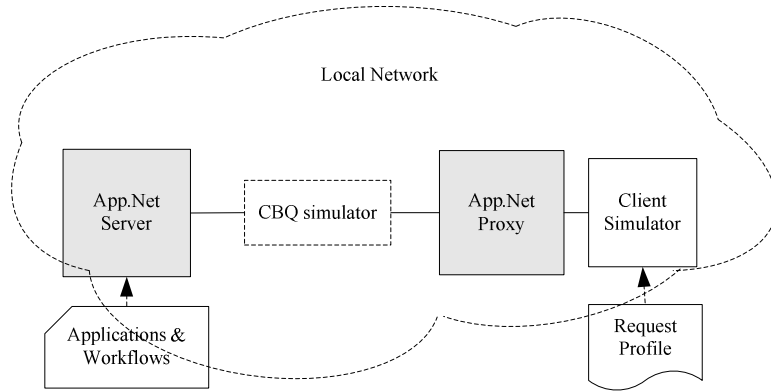 Local Network
App.Net
Server
CBQ simulator
App.Net
Proxy
Client
Simulator
Applications &
Workflows
Request
Profile